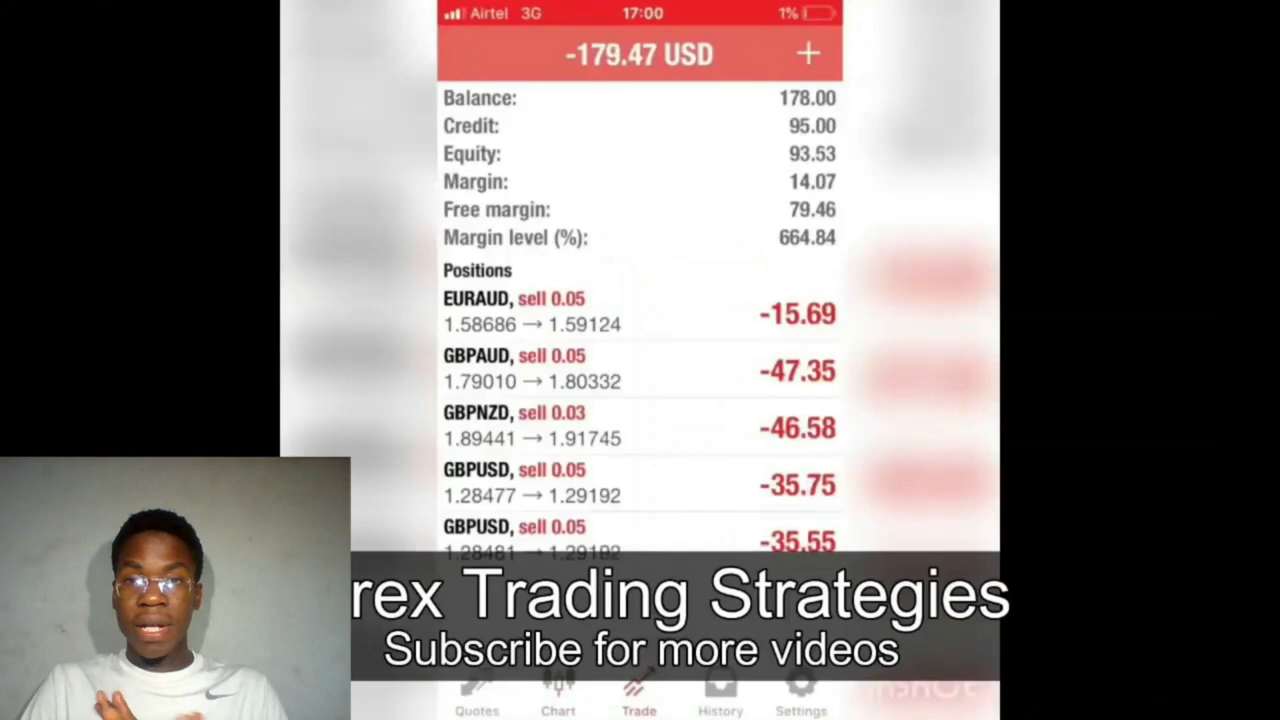 Airtel 3G 17:00 1%
-179.47 USD +
Balance: 178.00
Credit: 95.00
Equity: 93.53
Margin: 14.07
Free margin: 79.46
Margin level (%): 664.84
Positions
EURAUD, sell 0.05 -15.69
1.58686 → 1.59124
GBPAUD, sell 0.05 -47.35
1.79010 → 1.80332
GBPNZD, sell 0.03 -46.58
1.89441 → 1.91745
GBPUSD, sell 0.05 -35.75
1.28477 → 1.29192
GBPUSD, sell 0.05 -35.55
1.28481 → 1.29192
rex Trading Strategies
Subscribe for more videos
Quotes Chart Trade History Settings